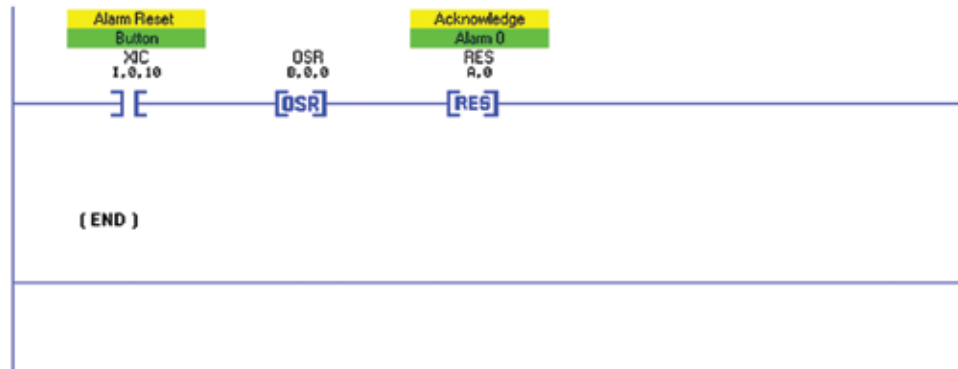 Alarm Reset
Button
XIC
I.0.10
OSR
B.0.0
Acknowledge
Alarm 0
RES
A.0
] [
[OSR]
[RES]
( END )